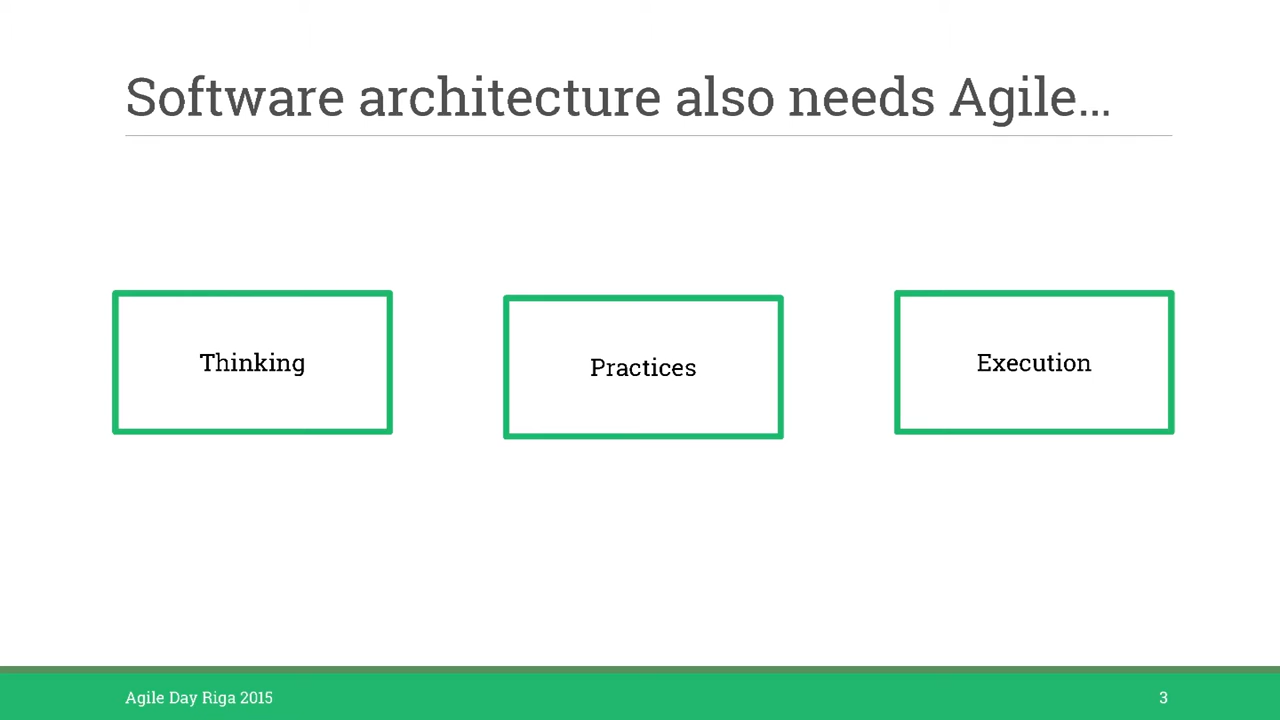 Software architecture also needs Agile…
Thinking
Practices
Execution
Agile Day Riga 2015
3